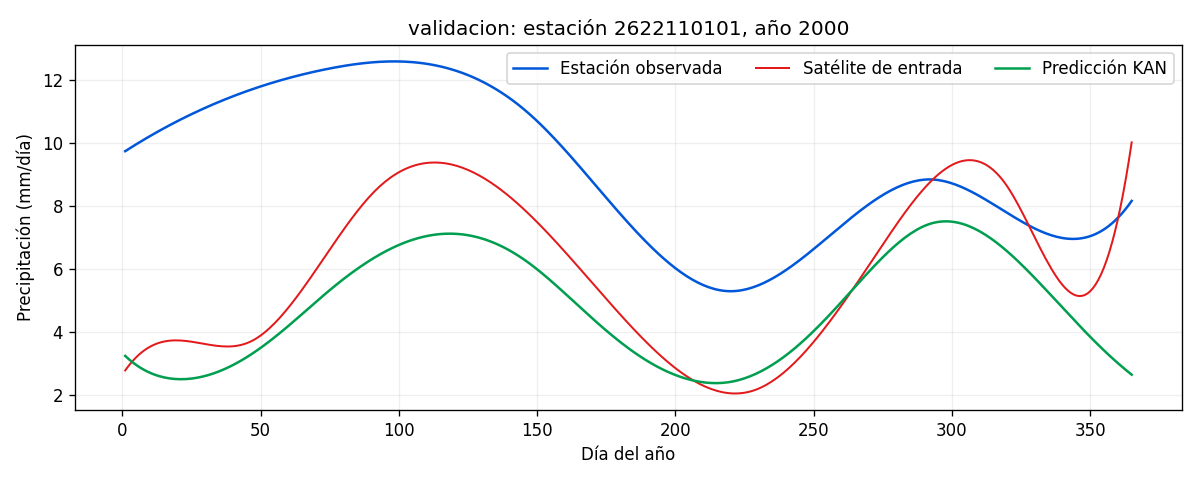 validacion: estación 2622110101, año 2000
Estación observada
Satélite de entrada
Predicción KAN
Precipitación (mm/día)
12
10
8
6
4
2
0
50
100
150
200
250
300
350
Día del año